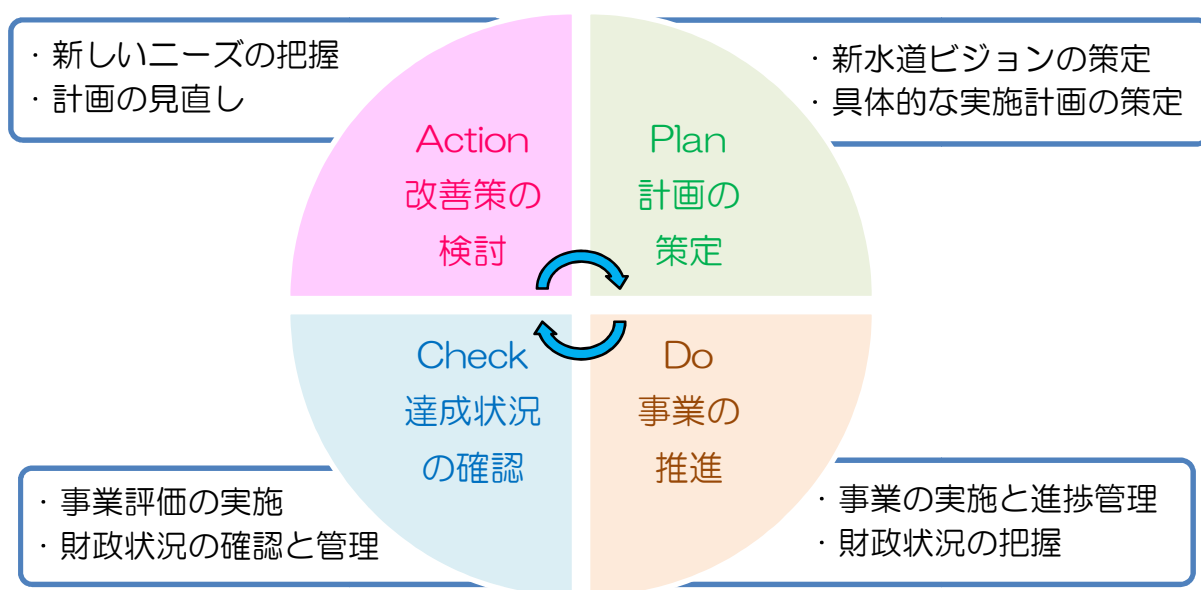 ・新しいニーズの把握
・計画の見直し
・新水道ビジョンの策定
・具体的な実施計画の策定
Action
改善策の
検討
Plan
計画の
策定
Check
達成状況
の確認
Do
事業の
推進
・事業評価の実施
・財政状況の確認と管理
・事業の実施と進捗管理
・財政状況の把握